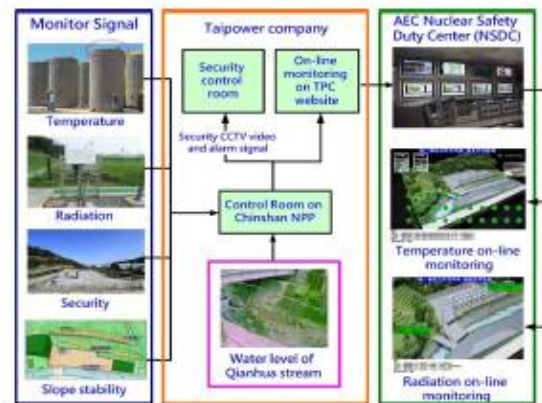 Monitor Signal
Temperature
Radiation
Security
Slope stability
Taipower company
Security
control
room
On-line
monitoring
on TPC
website
Security CCTV video
and alarm signal
Control Room on
Chinshan NPP
Water level of
Qianhua stream
AEC Nuclear Safety
Duty Center (NSDC)
Temperature on-line
monitoring
Radiation on-line
monitoring